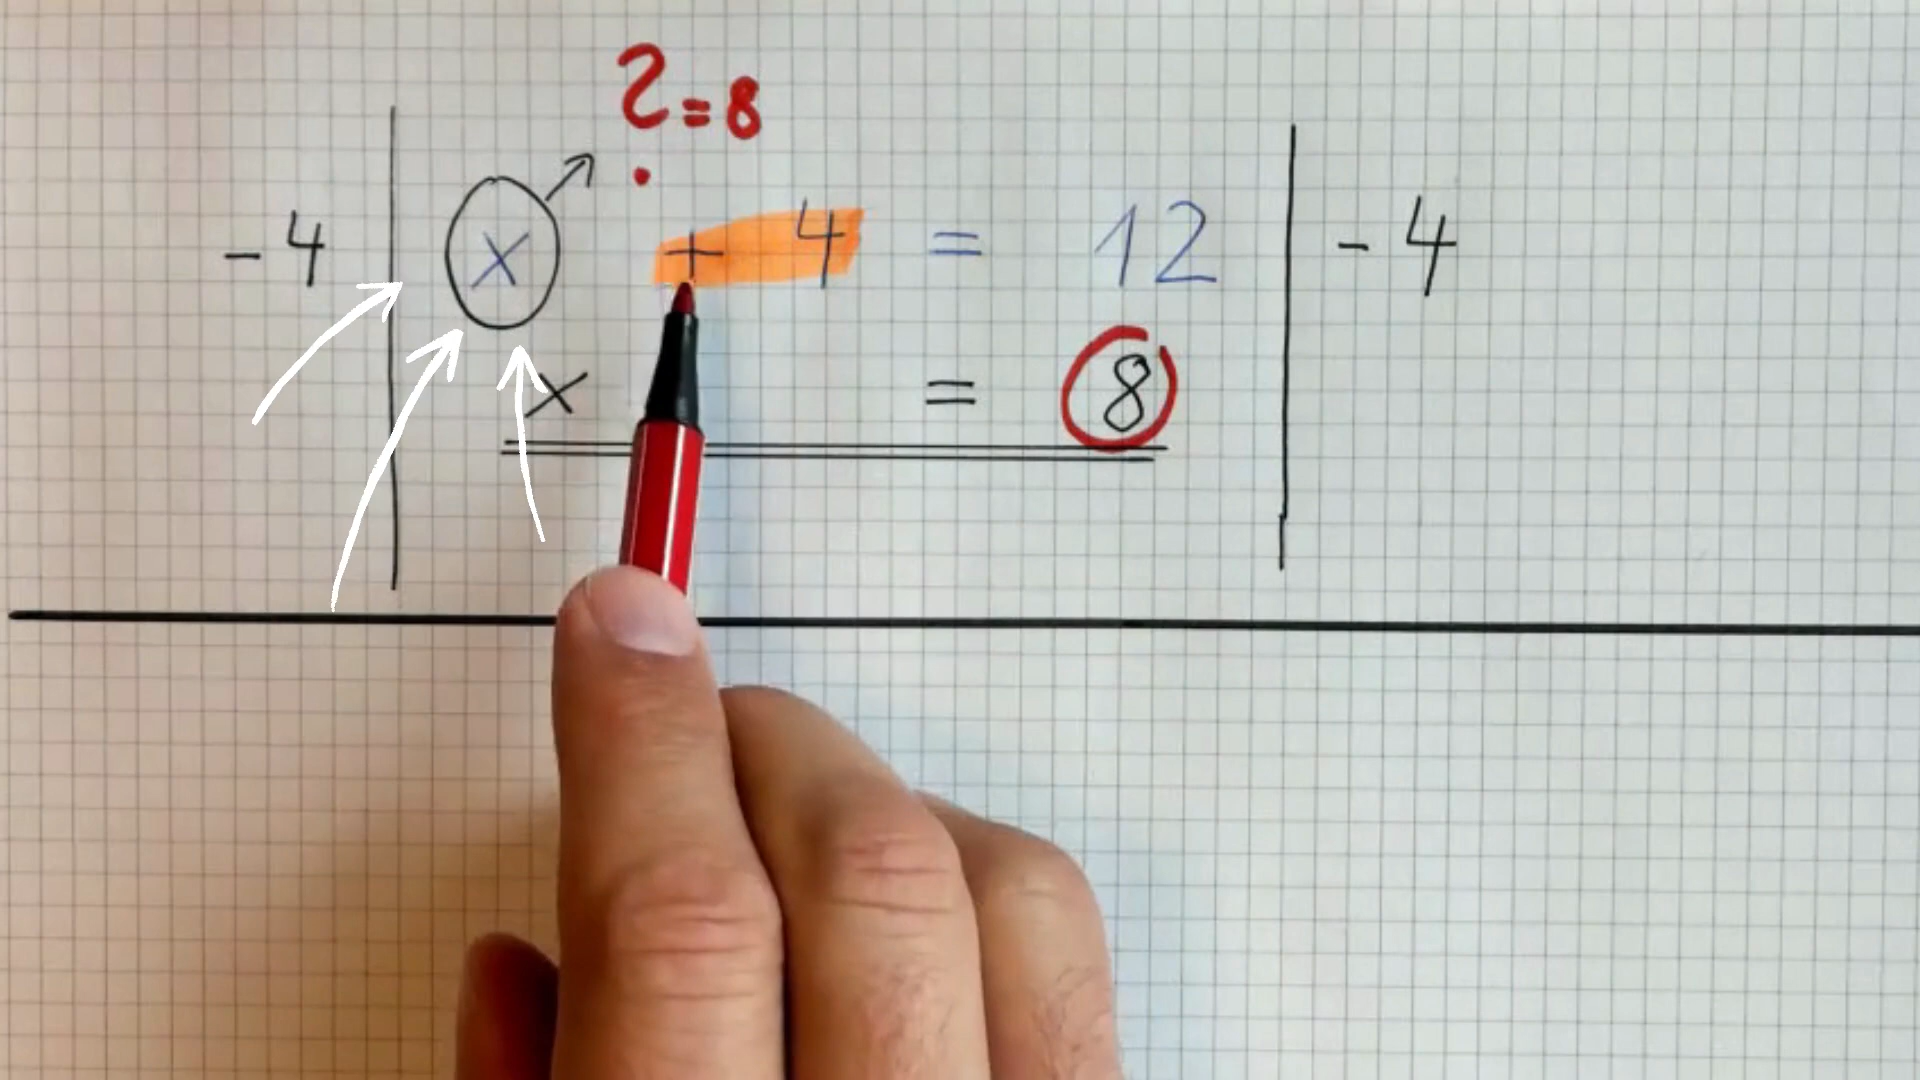 ? = 8
- 4 | x + 4 = 12 | - 4
x = 8